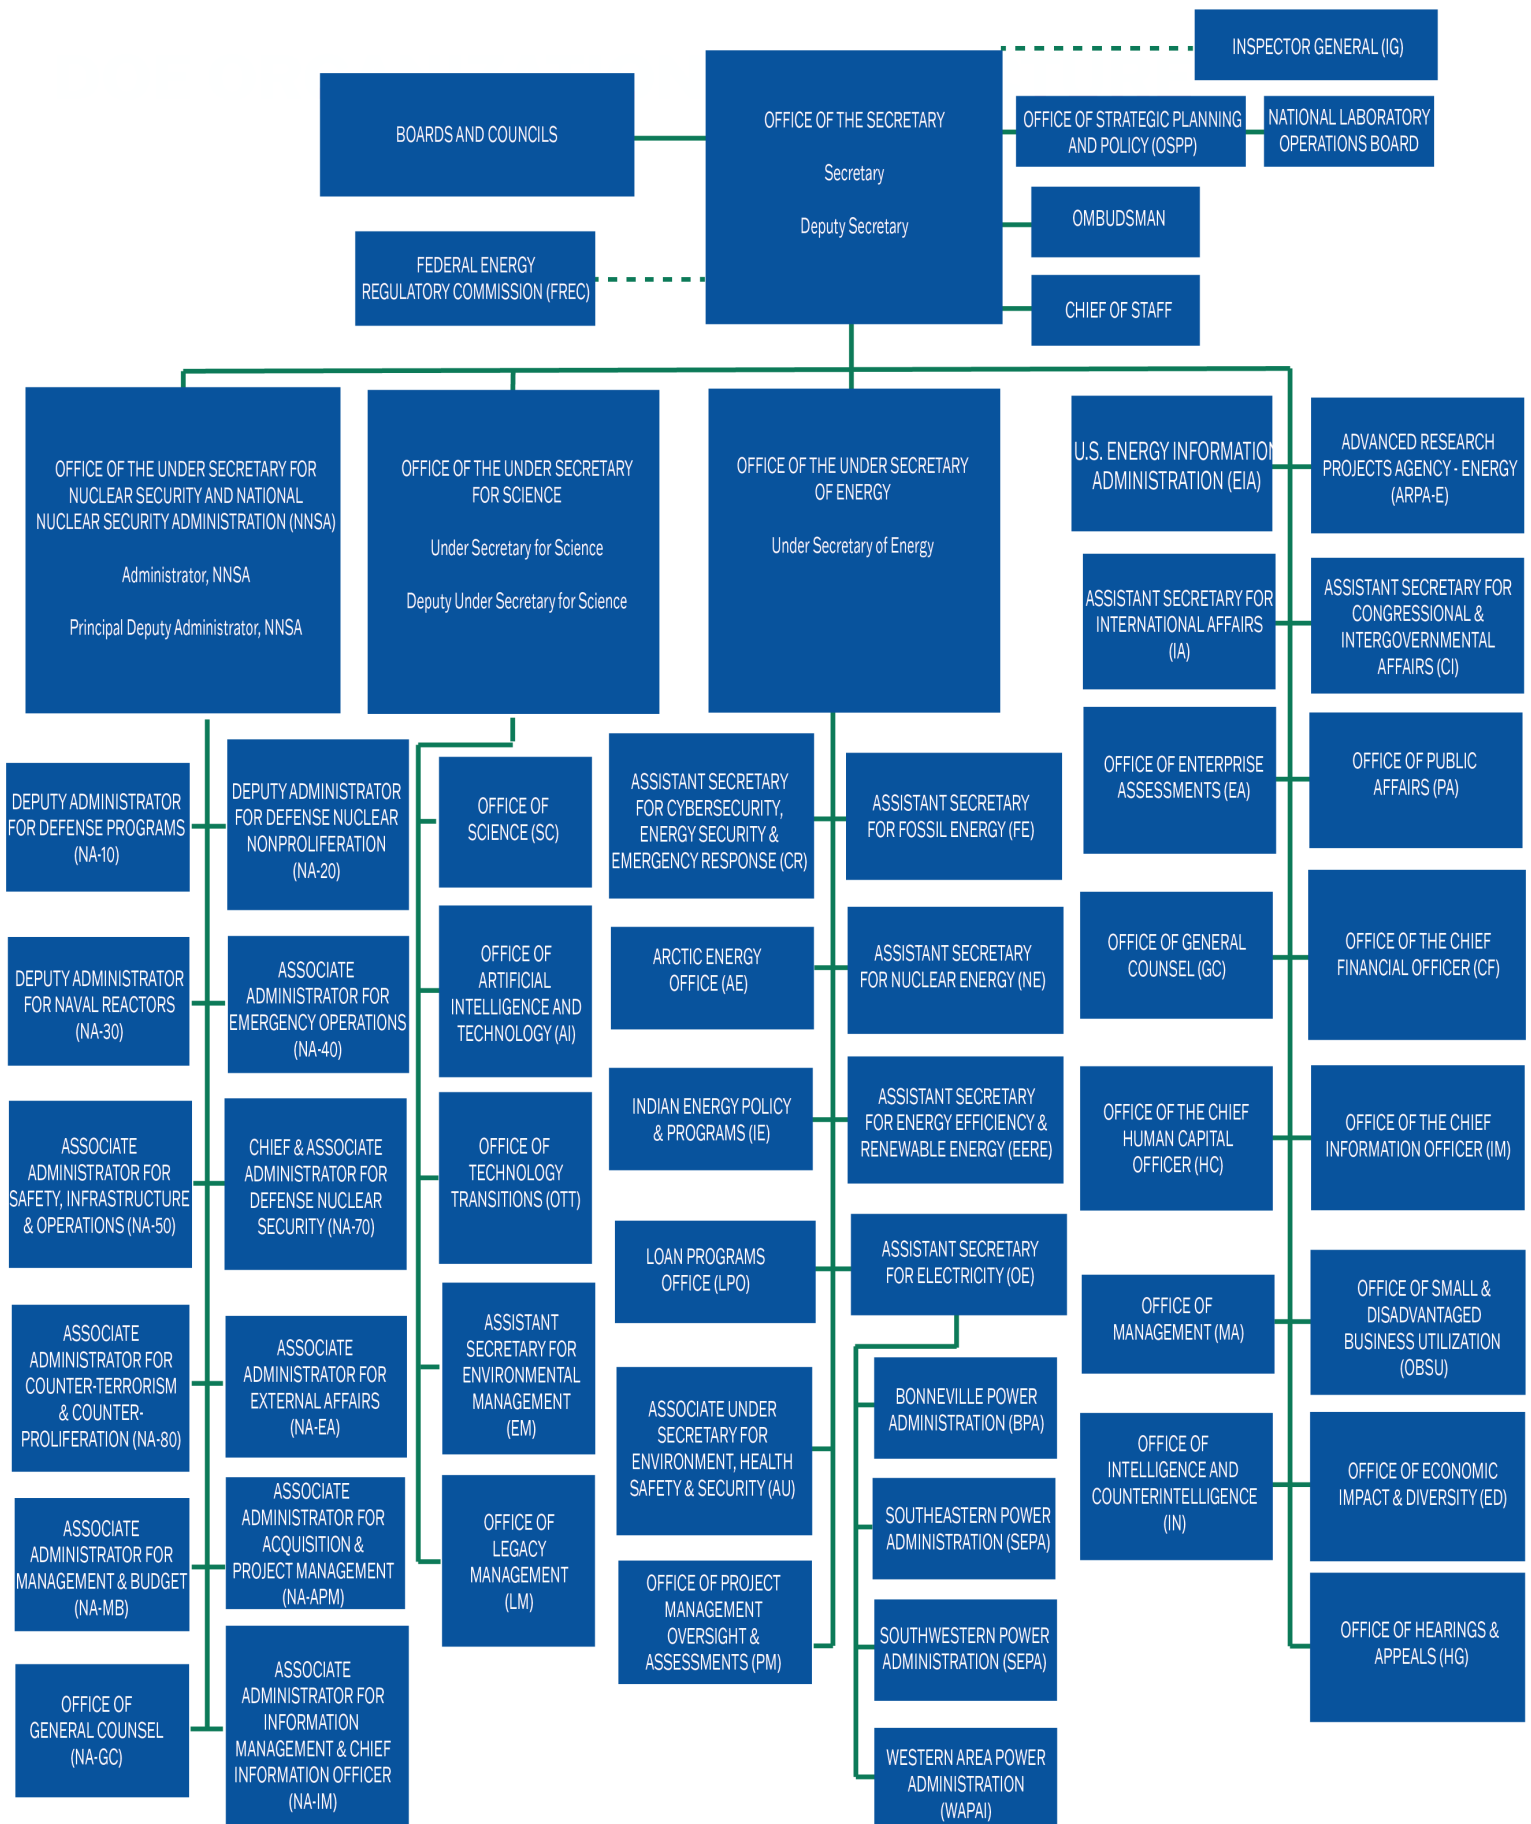 INSPECTOR GENERAL (IG)
BOARDS AND COUNCILS
OFFICE OF THE SECRETARY
Secretary
Deputy Secretary
OFFICE OF STRATEGIC PLANNING
AND POLICY (OSPP)
NATIONAL LABORATORY
OPERATIONS BOARD
OMBUDSMAN
FEDERAL ENERGY
REGULATORY COMMISSION (FREC)
CHIEF OF STAFF
OFFICE OF THE UNDER SECRETARY FOR
NUCLEAR SECURITY AND NATIONAL
NUCLEAR SECURITY ADMINISTRATION (NNSA)
Administrator, NNSA
Principal Deputy Administrator, NNSA
OFFICE OF THE UNDER SECRETARY
FOR SCIENCE
Under Secretary for Science
Deputy Under Secretary for Science
OFFICE OF THE UNDER SECRETARY
OF ENERGY
Under Secretary of Energy
U.S. ENERGY INFORMATION
ADMINISTRATION (EIA)
ADVANCED RESEARCH
PROJECTS AGENCY - ENERGY
(ARPA-E)
ASSISTANT SECRETARY FOR
INTERNATIONAL AFFAIRS
(IA)
ASSISTANT SECRETARY FOR
CONGRESSIONAL &
INTERGOVERNMENTAL
AFFAIRS (CI)
OFFICE OF ENTERPRISE
ASSESSMENTS (EA)
OFFICE OF PUBLIC
AFFAIRS (PA)
OFFICE OF GENERAL
COUNSEL (GC)
OFFICE OF THE CHIEF
FINANCIAL OFFICER (CF)
OFFICE OF THE CHIEF
HUMAN CAPITAL
OFFICER (HC)
OFFICE OF THE CHIEF
INFORMATION OFFICER (IM)
OFFICE OF
MANAGEMENT (MA)
OFFICE OF SMALL &
DISADVANTAGED
BUSINESS UTILIZATION
(OBSU)
OFFICE OF
INTELLIGENCE AND
COUNTERINTELLIGENCE
(IN)
OFFICE OF ECONOMIC
IMPACT & DIVERSITY (ED)
OFFICE OF HEARINGS &
APPEALS (HG)
DEPUTY ADMINISTRATOR
FOR DEFENSE PROGRAMS
(NA-10)
DEPUTY ADMINISTRATOR
FOR DEFENSE NUCLEAR
NONPROLIFERATION
(NA-20)
DEPUTY ADMINISTRATOR
FOR NAVAL REACTORS
(NA-30)
ASSOCIATE
ADMINISTRATOR FOR
EMERGENCY OPERATIONS
(NA-40)
ASSOCIATE
ADMINISTRATOR FOR
SAFETY, INFRASTRUCTURE
& OPERATIONS (NA-50)
CHIEF & ASSOCIATE
ADMINISTRATOR FOR
DEFENSE NUCLEAR
SECURITY (NA-70)
ASSOCIATE
ADMINISTRATOR FOR
COUNTER-TERRORISM
& COUNTER-
PROLIFERATION (NA-80)
ASSOCIATE
ADMINISTRATOR FOR
EXTERNAL AFFAIRS
(NA-EA)
ASSOCIATE
ADMINISTRATOR FOR
MANAGEMENT & BUDGET
(NA-MB)
ASSOCIATE
ADMINISTRATOR FOR
ACQUISITION &
PROJECT MANAGEMENT
(NA-APM)
OFFICE OF
GENERAL COUNSEL
(NA-GC)
ASSOCIATE
ADMINISTRATOR FOR
INFORMATION
MANAGEMENT & CHIEF
INFORMATION OFFICER
(NA-IM)
OFFICE OF
SCIENCE (SC)
OFFICE OF
ARTIFICIAL
INTELLIGENCE AND
TECHNOLOGY (AI)
OFFICE OF
TECHNOLOGY
TRANSITIONS (OTT)
ASSISTANT
SECRETARY FOR
ENVIRONMENTAL
MANAGEMENT
(EM)
OFFICE OF
LEGACY
MANAGEMENT
(LM)
ASSISTANT SECRETARY
FOR CYBERSECURITY,
ENERGY SECURITY &
EMERGENCY RESPONSE (CR)
ASSISTANT SECRETARY
FOR FOSSIL ENERGY (FE)
ARCTIC ENERGY
OFFICE (AE)
ASSISTANT SECRETARY
FOR NUCLEAR ENERGY (NE)
INDIAN ENERGY POLICY
& PROGRAMS (IE)
ASSISTANT SECRETARY
FOR ENERGY EFFICIENCY &
RENEWABLE ENERGY (EERE)
LOAN PROGRAMS
OFFICE (LPO)
ASSISTANT SECRETARY
FOR ELECTRICITY (OE)
ASSOCIATE UNDER
SECRETARY FOR
ENVIRONMENT, HEALTH
SAFETY & SECURITY (AU)
OFFICE OF PROJECT
MANAGEMENT
OVERSIGHT &
ASSESSMENTS (PM)
BONNEVILLE POWER
ADMINISTRATION (BPA)
SOUTHEASTERN POWER
ADMINISTRATION (SEPA)
SOUTHWESTERN POWER
ADMINISTRATION (SEPA)
WESTERN AREA POWER
ADMINISTRATION
(WAPAI)